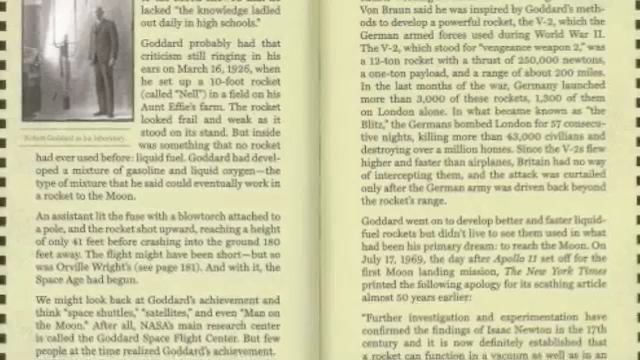 lacked "the knowledge ladled
out daily in high schools."
Goddard probably had that
criticism still ringing in his
ears on March 16, 1926, when
he set up a 10-foot rocket
(called "Nell") in a field on his
Aunt Effie's farm. The rocket
looked frail and weak as it
stood on its stand. But inside
was something that no rocket
had ever used before: liquid fuel. Goddard had devel-
oped a mixture of gasoline and liquid oxygen—the
type of mixture that he said could eventually work in
a rocket to the Moon.
An assistant lit the fuse with a blowtorch attached to
a pole, and the rocket shot upward, reaching a height
of only 41 feet before crashing into the ground 180
feet away. The flight might have been short—but so
was Orville Wright's (see page 181). And with it, the
Space Age had begun.
We might look back at Goddard's achievement and
think "space shuttles," "satellites," and even "Man on
the Moon." After all, NASA's main research center
is called the Goddard Space Flight Center. But few
people at the time realized Goddard's achievement.
Robert Goddard in his laboratory
Von Braun said he was inspired by Goddard's meth-
ods to develop a powerful rocket, the V-2, which the
German armed forces used during World War II.
The V-2, which stood for "vengeance weapon 2," was
a 12-ton rocket with a thrust of 250,000 newtons,
a one-ton payload, and a range of about 200 miles.
In the last months of the war, Germany launched
more than 3,000 of these rockets, 1,300 of them
on London alone. In what became known as "the
Blitz," the Germans bombed London for 57 consecu-
tive nights, killing more than 43,000 civilians and
destroying over a million homes. Since the V-2s flew
higher and faster than airplanes, Britain had no way
of intercepting them, and the attack was curtailed
only after the German army was driven back beyond
the rocket's range.
Goddard went on to develop better and faster liquid-
fuel rockets but didn't live to see them used in what
had been his primary dream: to reach the Moon. On
July 17, 1969, the day after Apollo 11 set off for the
first Moon landing mission, The New York Times
printed the following apology for its scathing article
almost 50 years earlier:
"Further investigation and experimentation have
confirmed the findings of Isaac Newton in the 17th
century and it is now definitely established that
a rocket can function in a vacuum as well as in an